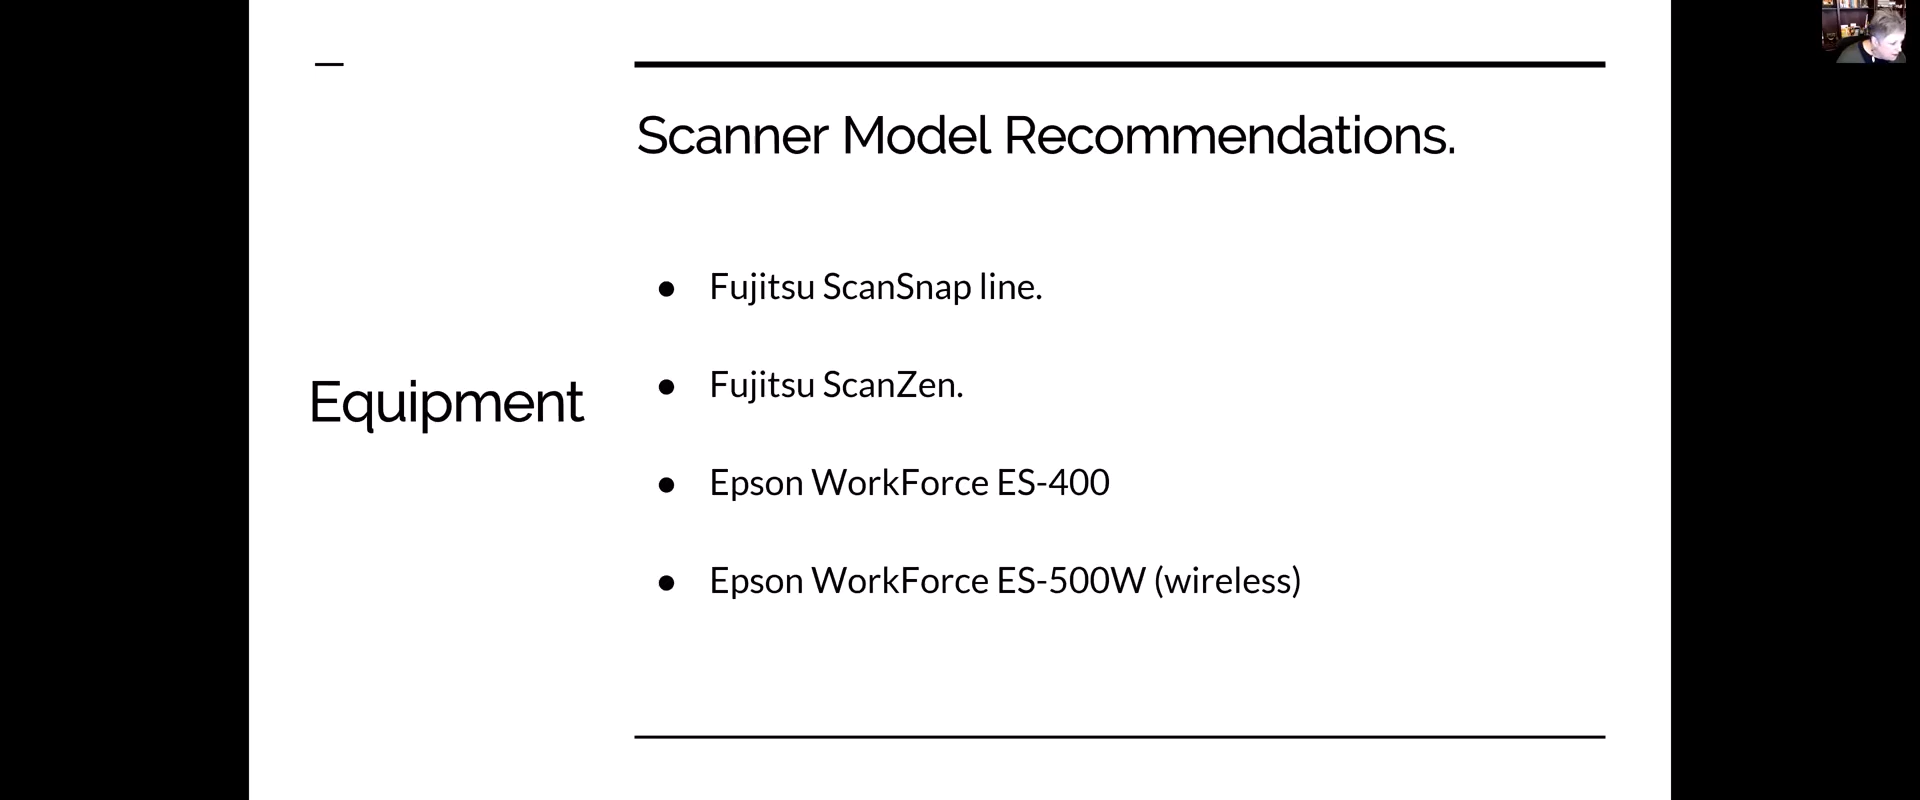 Scanner Model Recommendations.
Equipment
● Fujitsu ScanSnap line.
● Fujitsu ScanZen.
● Epson WorkForce ES-400
● Epson WorkForce ES-500W (wireless)